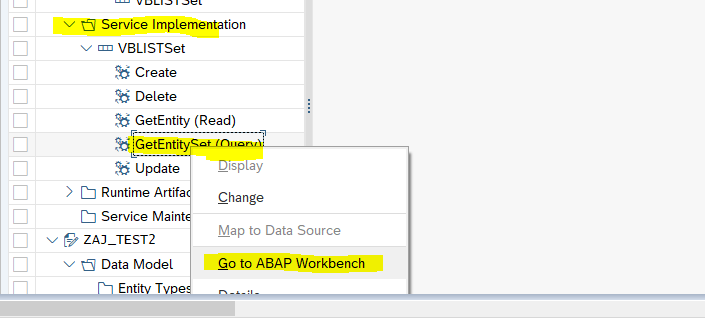 VBLISTSet
Service Implementation
VBLISTSet
Create
Delete
GetEntity (Read)
GetEntitySet (Query)
Display
Update
Change
Runtime Artifac
Service Mainte
Map to Data Source
ZAJ_TEST2
Go to ABAP Workbench
Data Model
Entity Types
Details